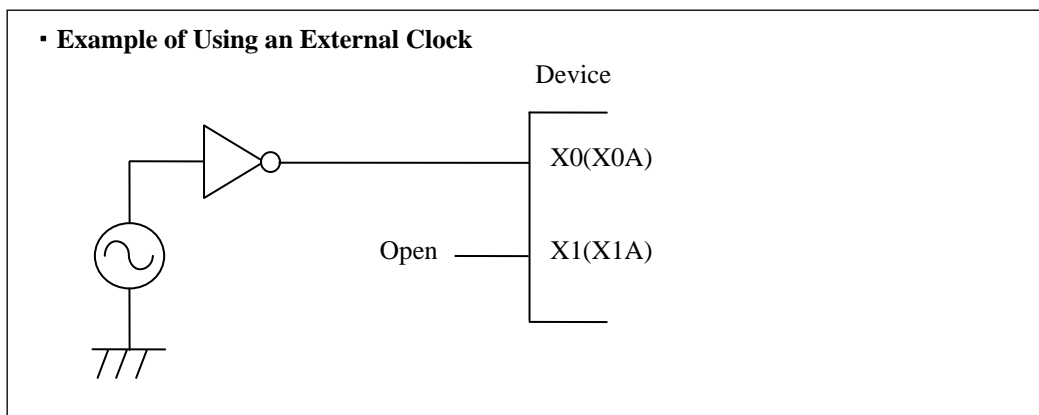 ▪ Example of Using an External Clock
Device
X0(X0A)
Open
X1(X1A)